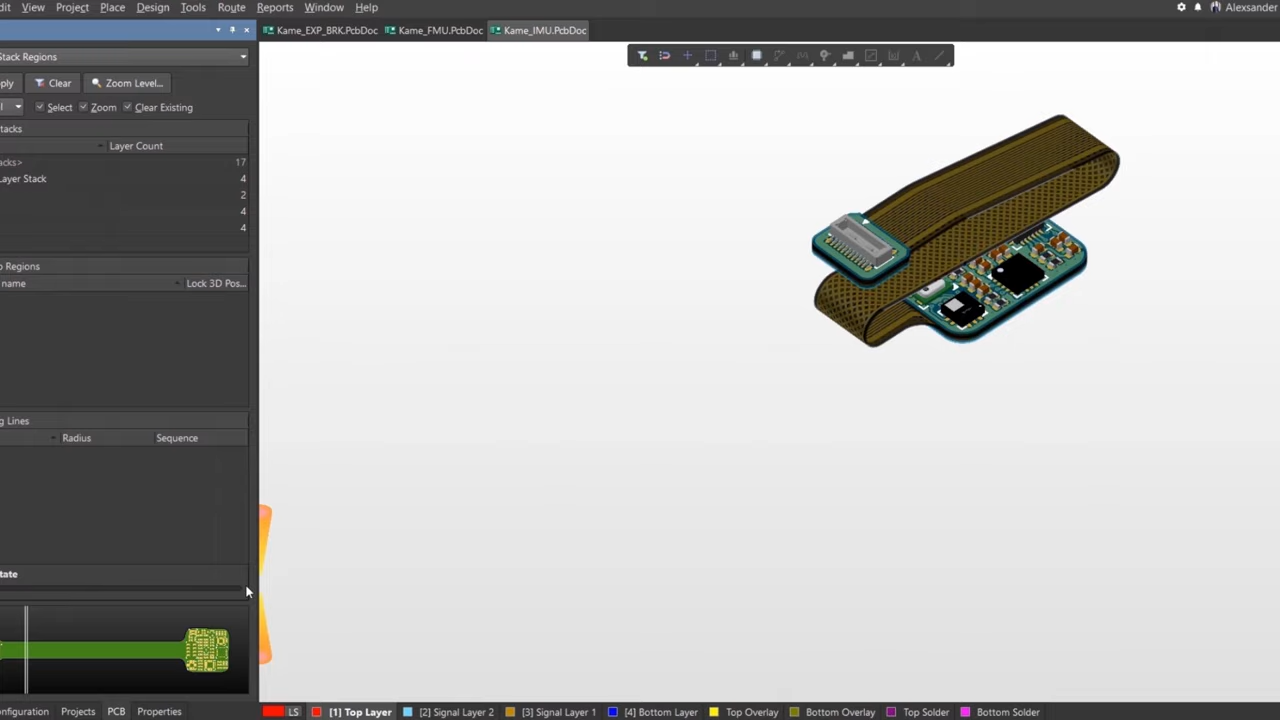 dit View Project Place Design Tools Route Reports Window Help Alexsander
Kame_EXP_BRK.PcbDoc Kame_FMU.PcbDoc Kame_IMU.PcbDoc
Stack Regions
ply Clear Zoom Level...
l Select Zoom Clear Existing
tacks
Layer Count
acks> 17
Layer Stack 4
2
4
4
p Regions
name Lock 3D Pos...
g Lines
Radius Sequence
tate
LS [1] Top Layer [2] Signal Layer 2 [3] Signal Layer 1 [4] Bottom Layer Top Overlay Bottom Overlay Top Solder Bottom Solder
onfiguration Projects PCB Properties